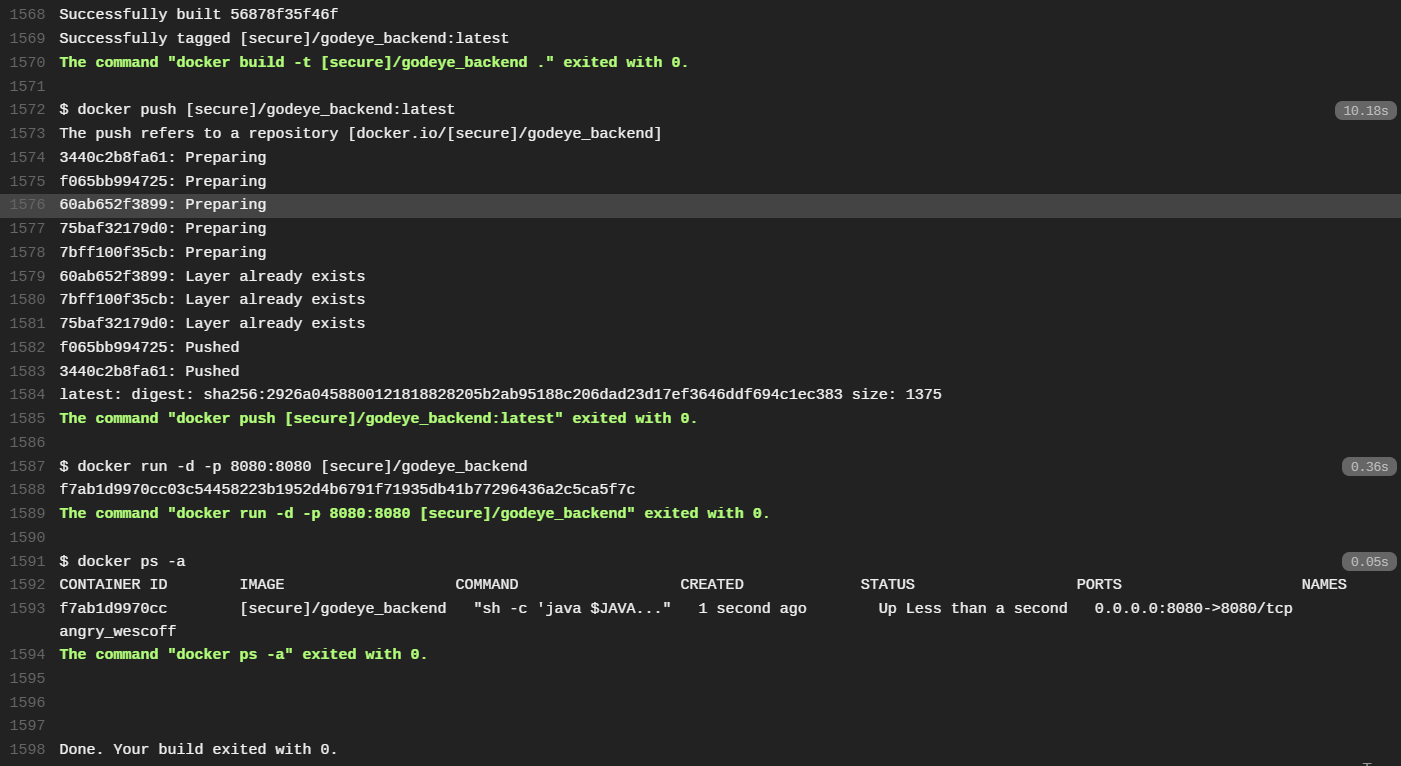 1568 Successfully built 56878f35f46f
1569 Successfully tagged [secure]/godeye_backend:latest
1570 The command "docker build -t [secure]/godeye_backend ." exited with 0.
1571
1572 $ docker push [secure]/godeye_backend:latest 10.18s
1573 The push refers to a repository [docker.io/[secure]/godeye_backend]
1574 3440c2b8fa61: Preparing
1575 f065bb994725: Preparing
1576 60ab652f3899: Preparing
1577 75baf32179d0: Preparing
1578 7bff100f35cb: Preparing
1579 60ab652f3899: Layer already exists
1580 7bff100f35cb: Layer already exists
1581 75baf32179d0: Layer already exists
1582 f065bb994725: Pushed
1583 3440c2b8fa61: Pushed
1584 latest: digest: sha256:2926a0458800121818828205b2ab95188c206dad23d17ef3646ddf694c1ec383 size: 1375
1585 The command "docker push [secure]/godeye_backend:latest" exited with 0.
1586
1587 $ docker run -d -p 8080:8080 [secure]/godeye_backend 0.36s
1588 f7ab1d9970cc03c54458223b1952d4b6791f71935db41b77296436a2c5ca5f7c
1589 The command "docker run -d -p 8080:8080 [secure]/godeye_backend" exited with 0.
1590
1591 $ docker ps -a 0.05s
1592 CONTAINER ID IMAGE COMMAND CREATED STATUS PORTS NAMES
1593 f7ab1d9970cc [secure]/godeye_backend "sh -c 'java $JAVA..." 1 second ago Up Less than a second 0.0.0.0:8080->8080/tcp
angry_wescoff
1594 The command "docker ps -a" exited with 0.
1595
1596
1597
1598 Done. Your build exited with 0.